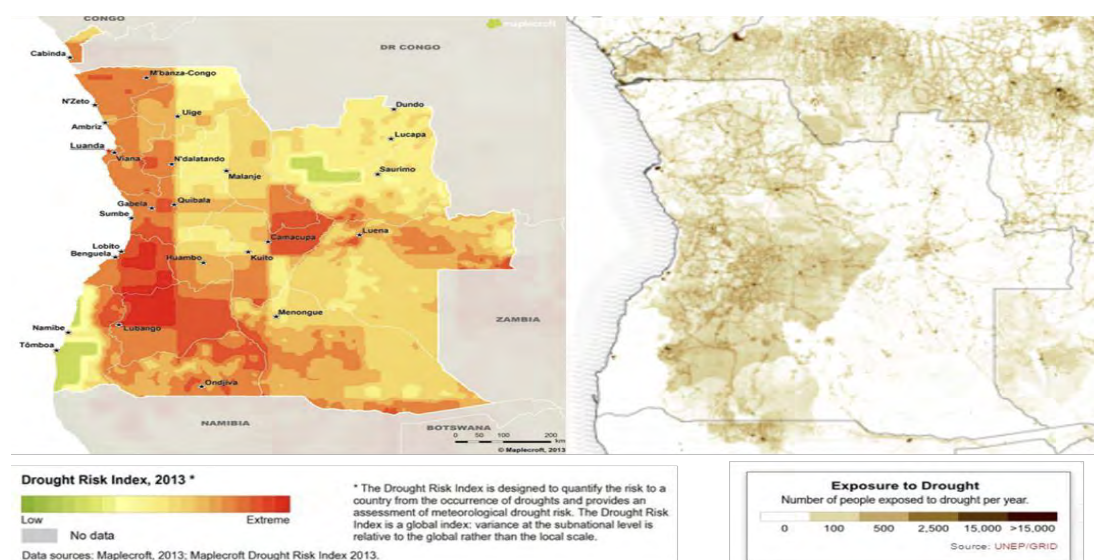 CONGO
maplecroft
DR CONGO
Cabinda
M'banza-Congo
N'Zeto
Dundo
Uige
Ambriz
Lucapa
Luanda
Viana
N'dalatando
Malanje
Saurimo
Gabela
Quibala
Sumbe
Luena
Camacupa
Lobito
Benguela
Huambo
Kuito
Menongue
Namibe
Lubango
ZAMBIA
Tômboa
Ondjiva
NAMIBIA
BOTSWANA
0 50 100 200
km
© Maplecroft, 2013
Drought Risk Index, 2013 *
Low Extreme
No data
Data sources: Maplecroft, 2013; Maplecroft Drought Risk Index 2013.
* The Drought Risk Index is designed to quantify the risk to a
country from the occurrence of droughts and provides an
assessment of meteorological drought risk. The Drought Risk
Index is a global index: variance at the subnational level is
relative to the global rather than the local scale.
Exposure to Drought
Number of people exposed to drought per year.
0 100 500 2,500 15,000 >15,000
Source: UNEP/GRID